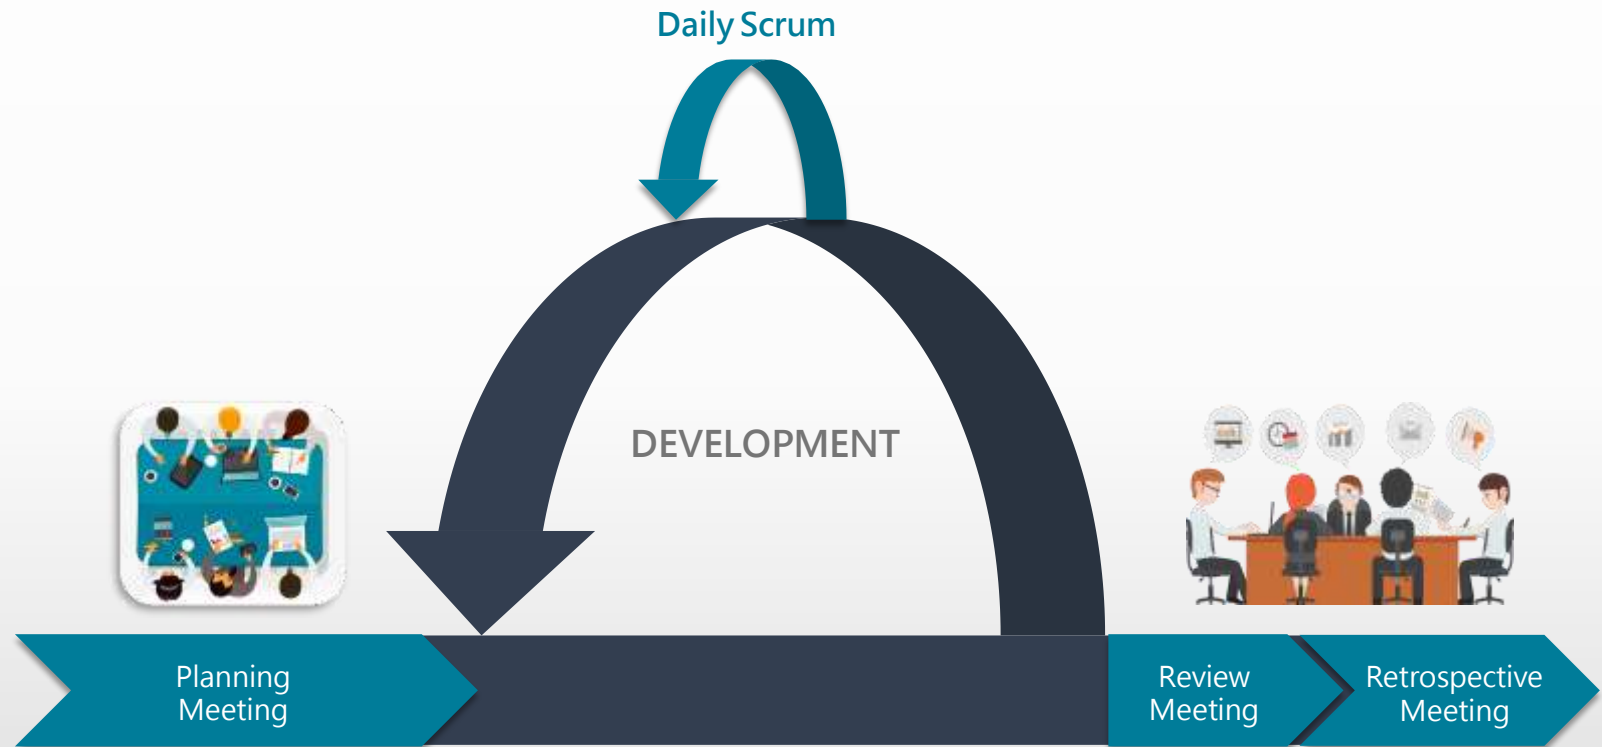 Daily Scrum
DEVELOPMENT
Planning
Meeting
Review
Meeting
Retrospective
Meeting